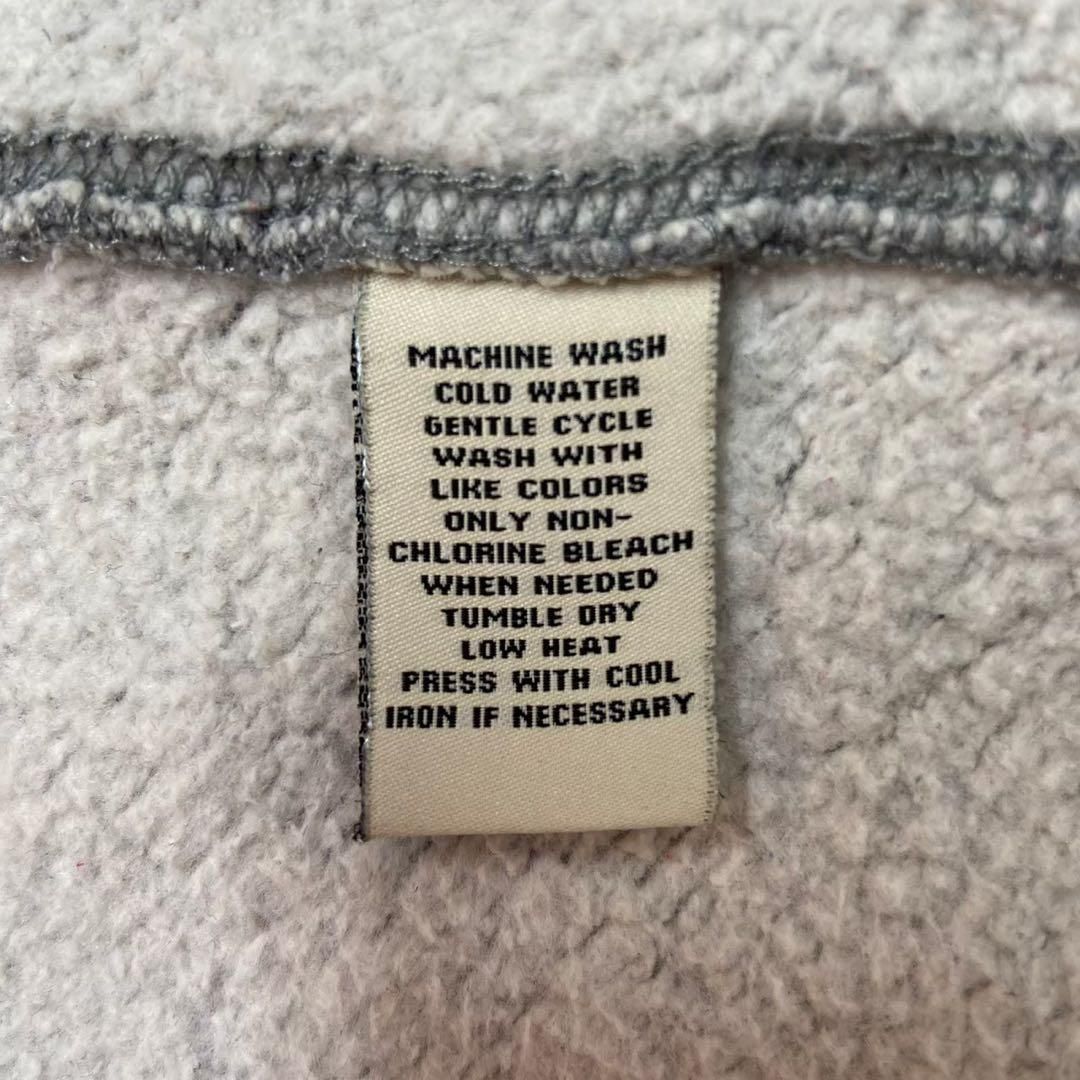 MACHINE WASH
COLD WATER
GENTLE CYCLE
WASH WITH
LIKE COLORS
ONLY NON-
CHLORINE BLEACH
WHEN NEEDED
TUMBLE DRY
LOW HEAT
PRESS WITH COOL
IRON IF NECESSARY